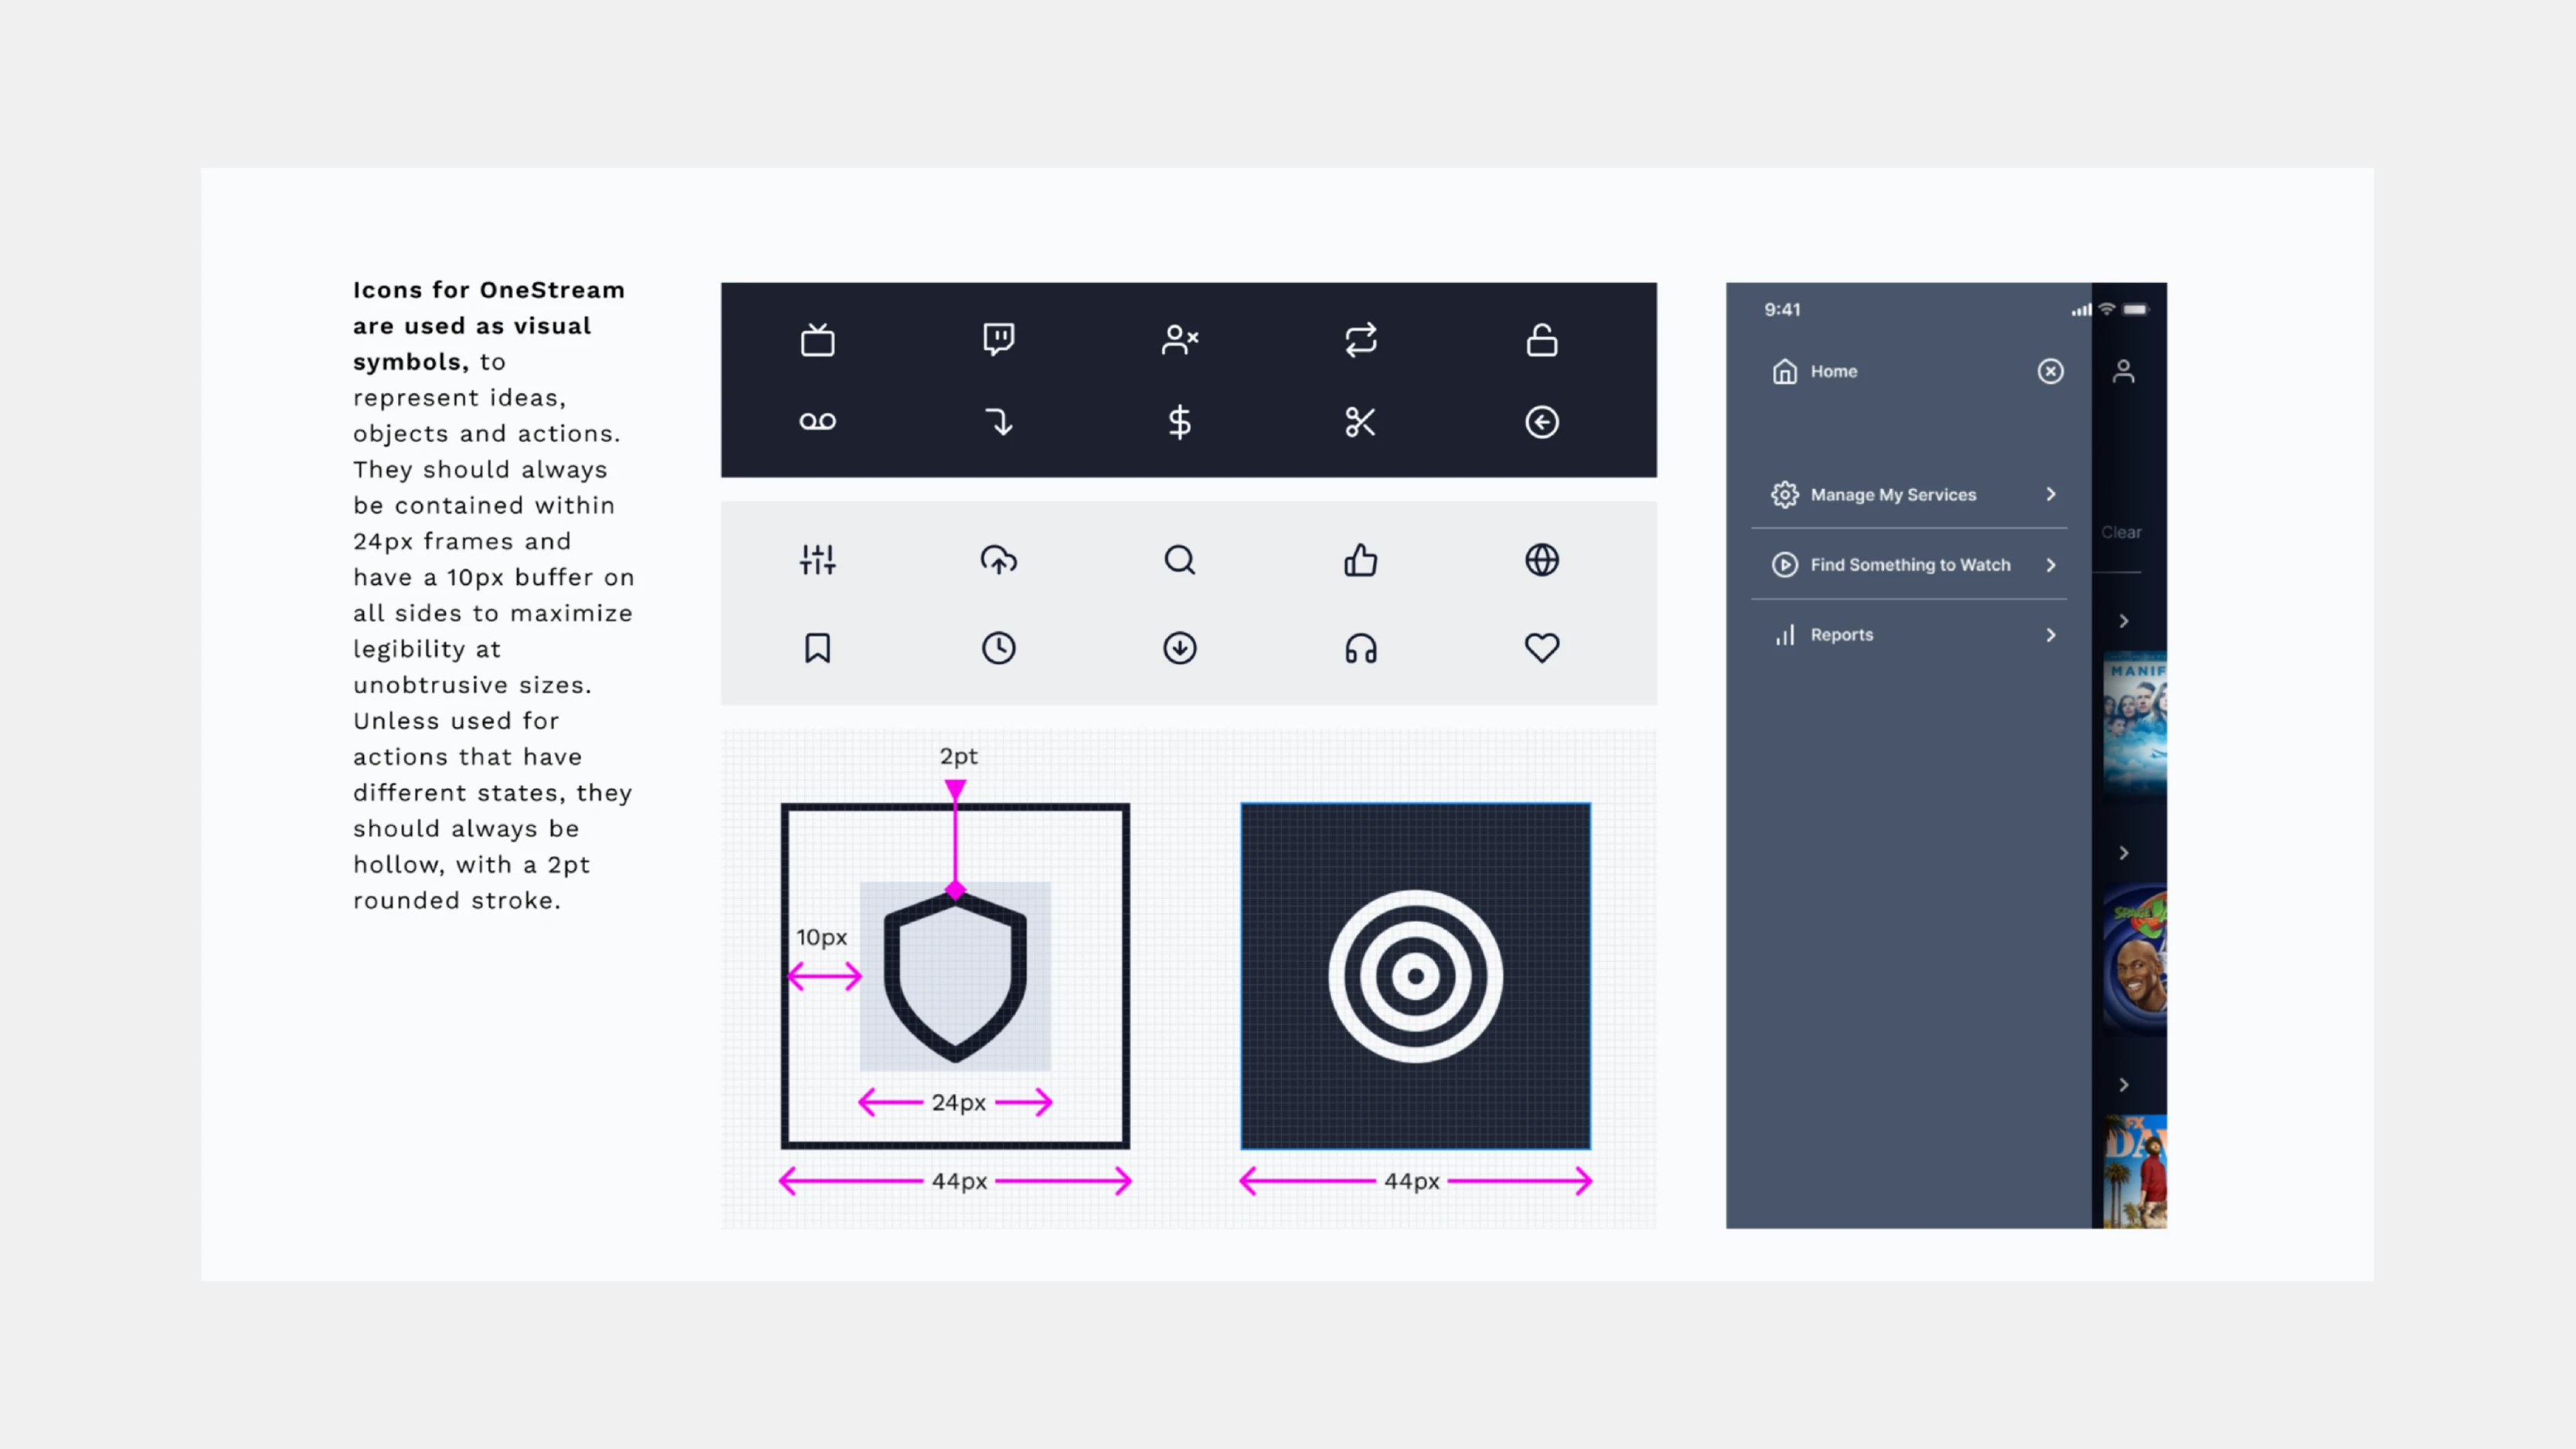 Icons for OneStream
are used as visual
symbols, to
represent ideas,
objects and actions.
They should always
be contained within
24px frames and
have a 10px buffer on
all sides to maximize
legibility at
unobtrusive sizes.
Unless used for
actions that have
different states, they
should always be
hollow, with a 2pt
rounded stroke.
2pt
10px
24px
44px
44px
9:41
Home
Manage My Services
Clear
Find Something to Watch
Reports
MANIF
SPACE
FX
DAV